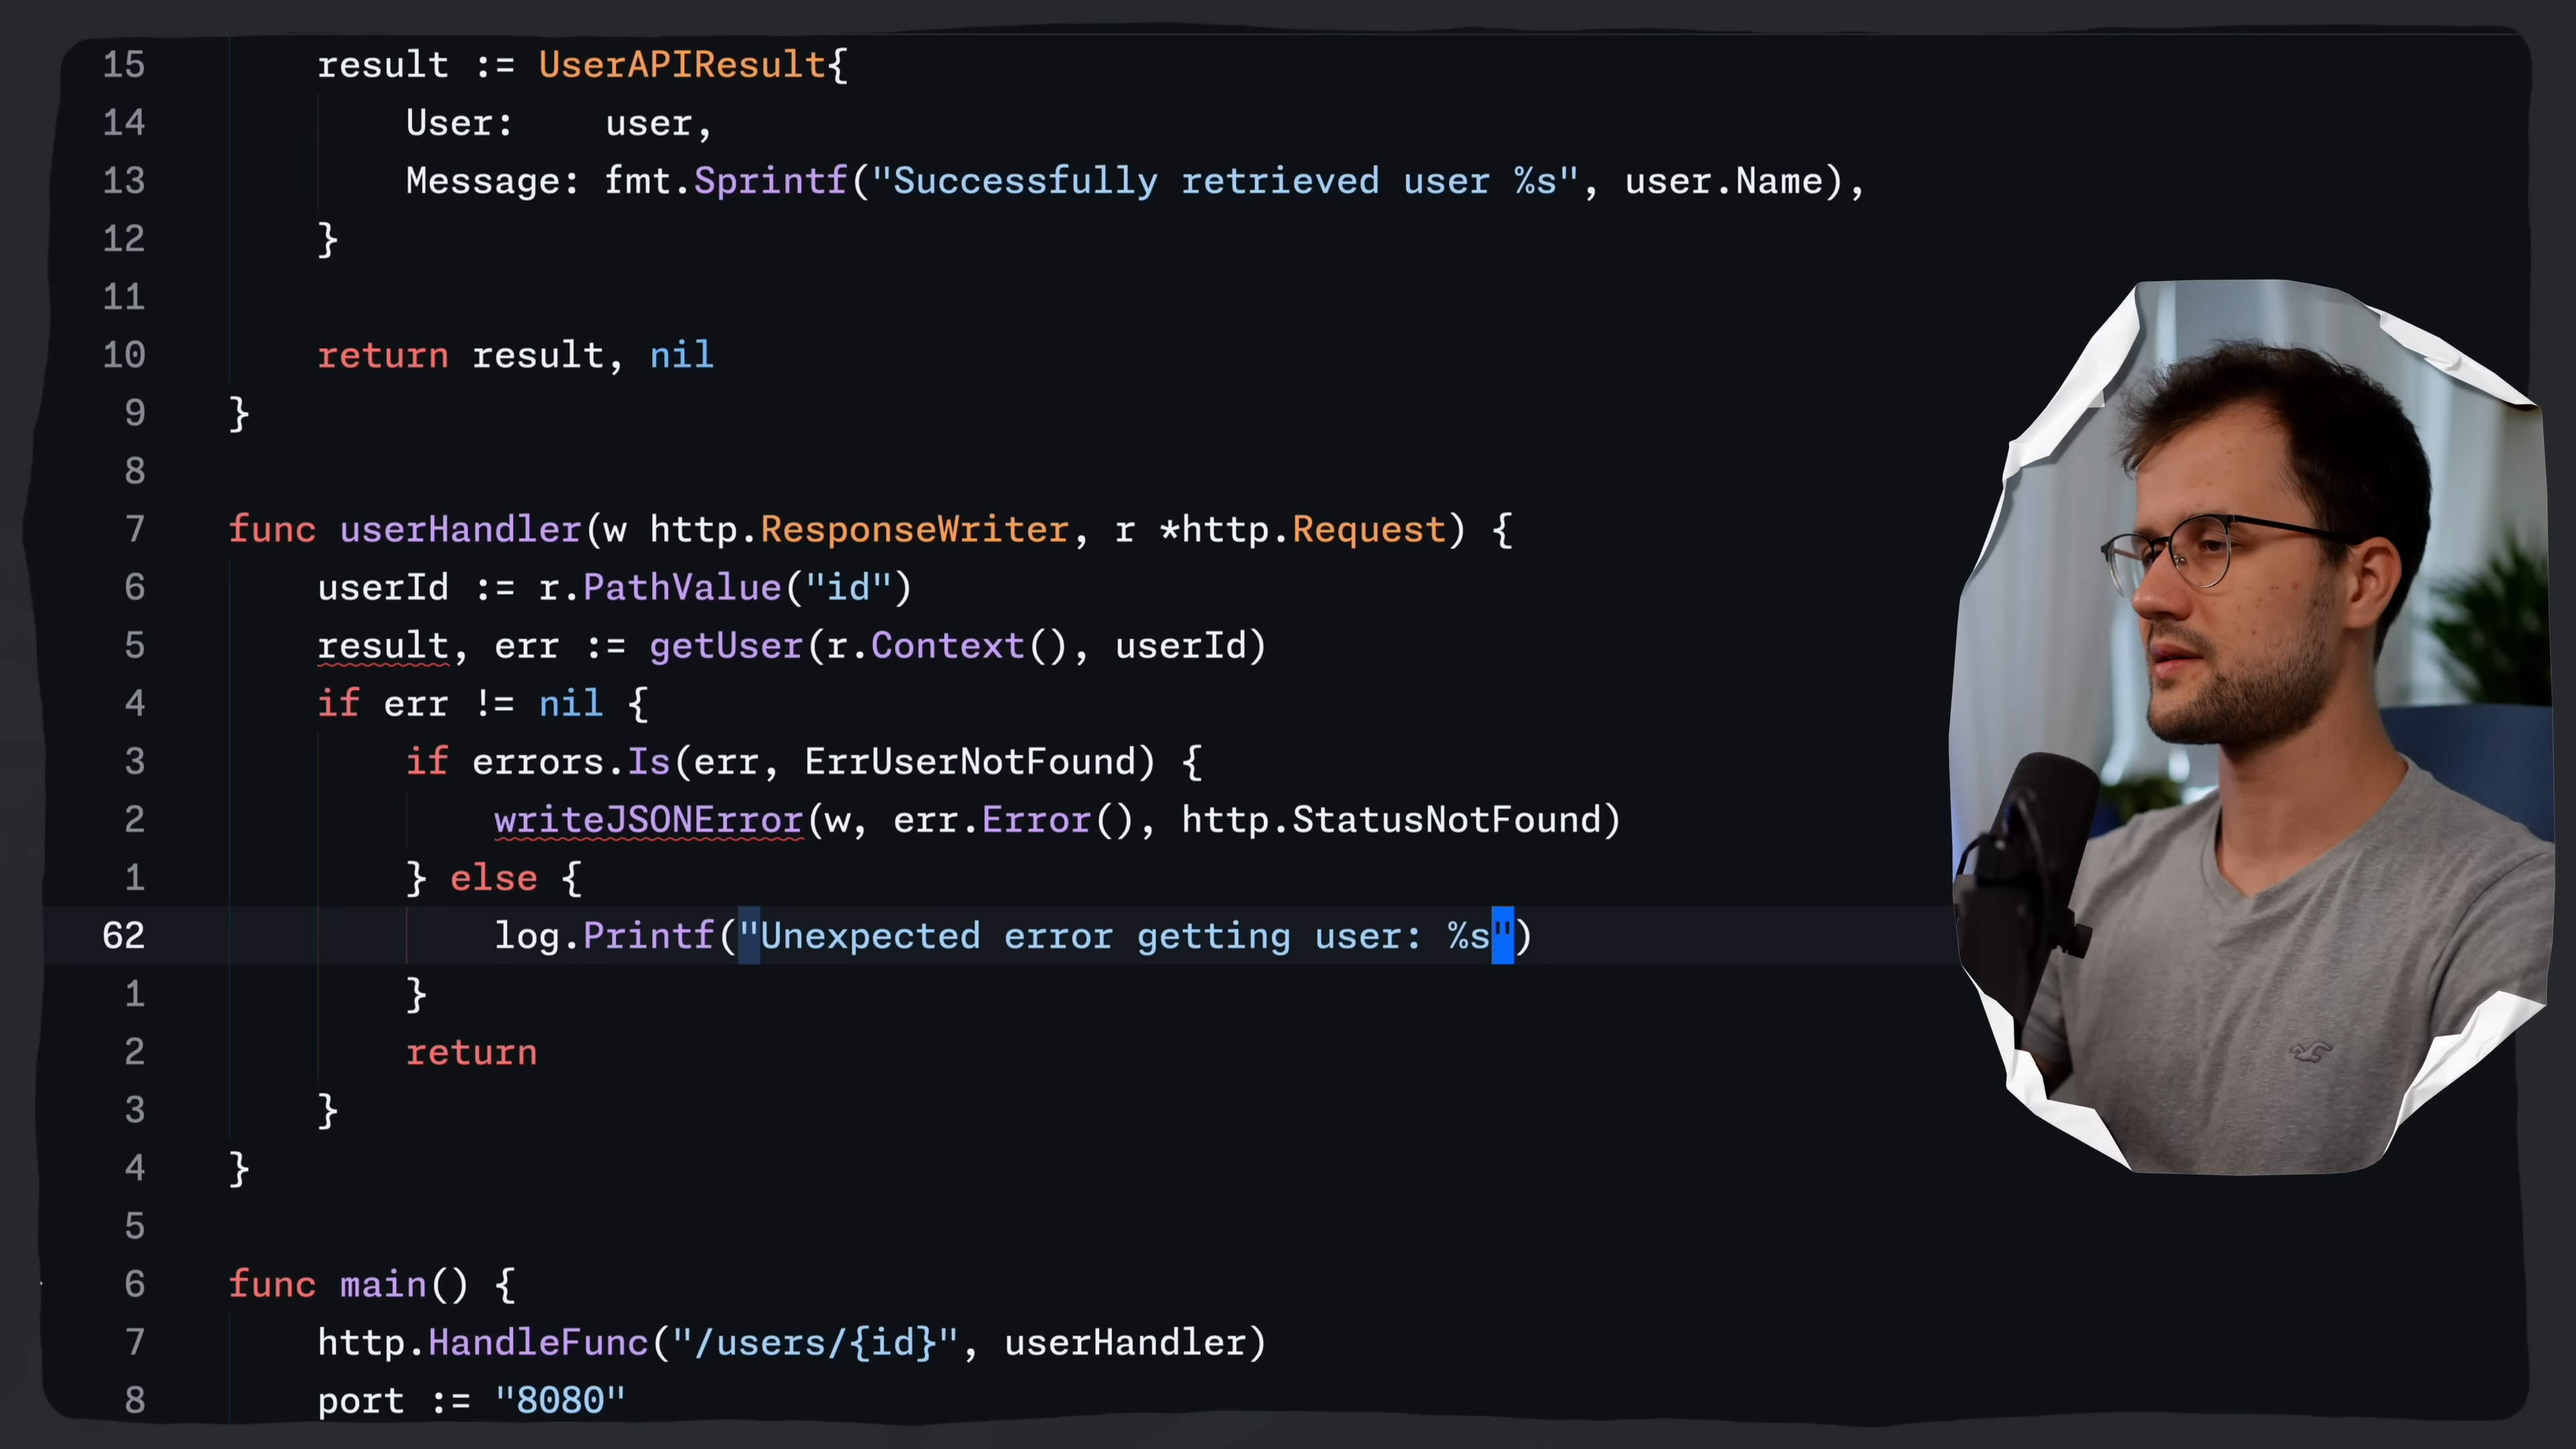 15 result := UserAPIResult{
14 User: user,
13 Message: fmt.Sprintf("Successfully retrieved user %s", user.Name),
12 }
11
10 return result, nil
9 }
8
7 func userHandler(w http.ResponseWriter, r *http.Request) {
6 userId := r.PathValue("id")
5 result, err := getUser(r.Context(), userId)
4 if err != nil {
3 if errors.Is(err, ErrUserNotFound) {
2 writeJSONError(w, err.Error(), http.StatusNotFound)
1 } else {
62 log.Printf("Unexpected error getting user: %s")
1 }
2 return
3 }
4 }
5
6 func main() {
7 http.HandleFunc("/users/{id}", userHandler)
8 port := "8080"